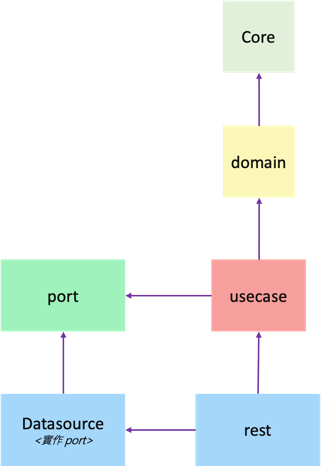 Core
domain
port
usecase
Datasource
<實作 port>
rest